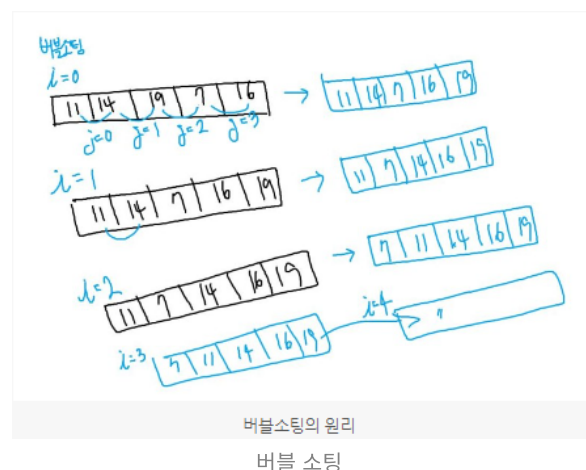 버블소팅
i=0
11 14 19 7 16 → 11 14 7 16 19
j=0 j=1 j=2 j=3
i=1
11 14 7 16 19 → 11 7 14 16 19
i=2
11 7 14 16 19 → 7 11 14 16 19
i=3
7 11 14 16 19
i=4
"
버블소팅의 원리
버블 소팅